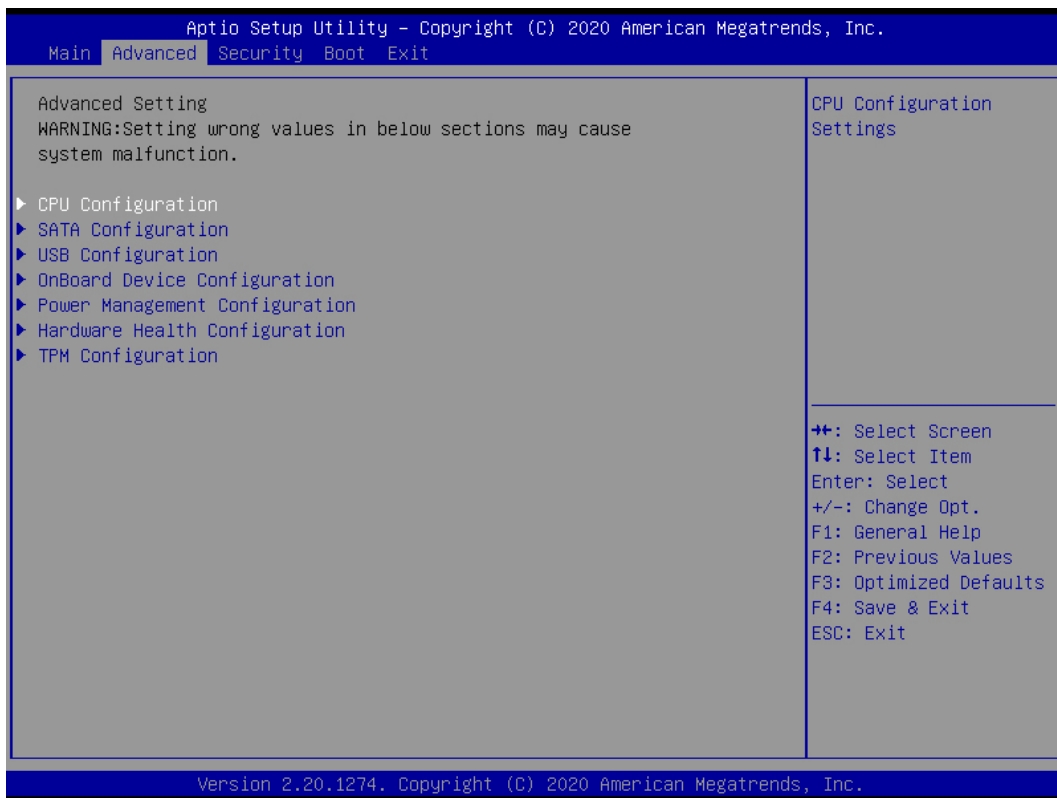 Aptio Setup Utility – Copyright (C) 2020 American Megatrends, Inc.
Main Advanced Security Boot Exit
Advanced Setting
WARNING:Setting wrong values in below sections may cause
system malfunction.
▶ CPU Configuration
▶ SATA Configuration
▶ USB Configuration
▶ OnBoard Device Configuration
▶ Power Management Configuration
▶ Hardware Health Configuration
▶ TPM Configuration
CPU Configuration
Settings
→←: Select Screen
↑↓: Select Item
Enter: Select
+/-: Change Opt.
F1: General Help
F2: Previous Values
F3: Optimized Defaults
F4: Save & Exit
ESC: Exit
Version 2.20.1274. Copyright (C) 2020 American Megatrends, Inc.